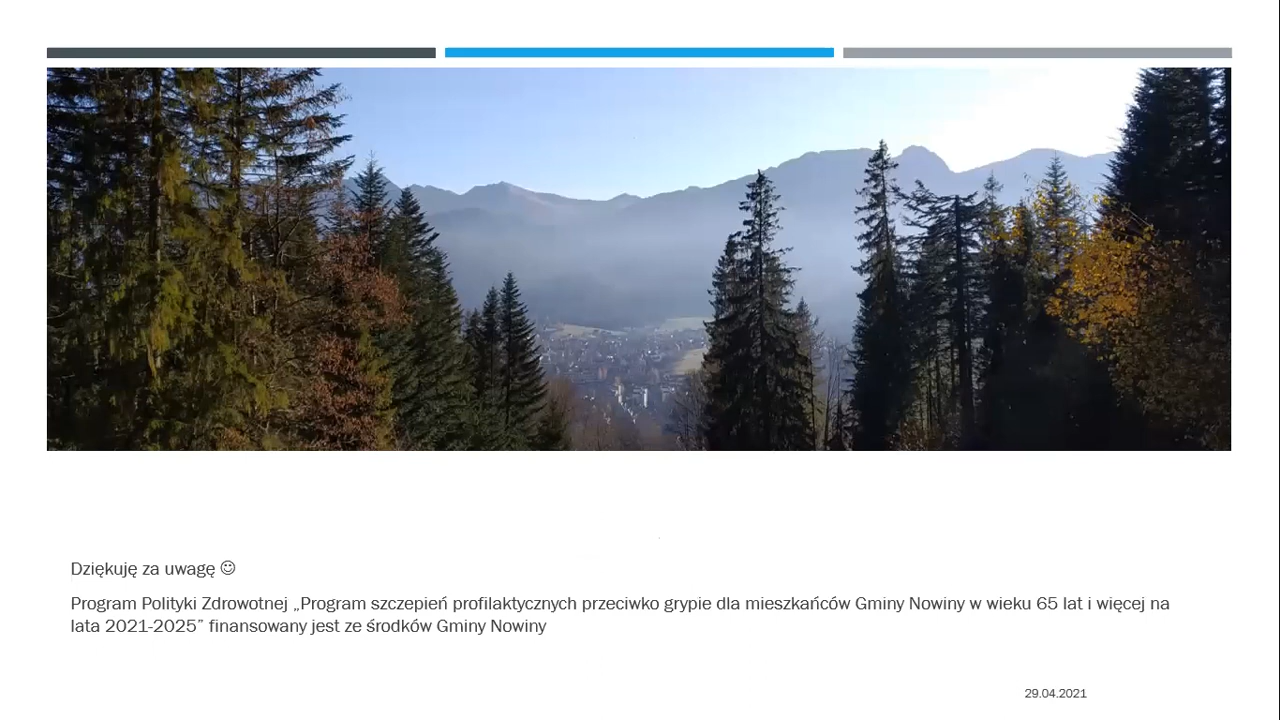 Dziękuję za uwagę ☺
Program Polityki Zdrowotnej „Program szczepień profilaktycznych przeciwko grypie dla mieszkańców Gminy Nowiny w wieku 65 lat i więcej na
lata 2021-2025” finansowany jest ze środków Gminy Nowiny
29.04.2021